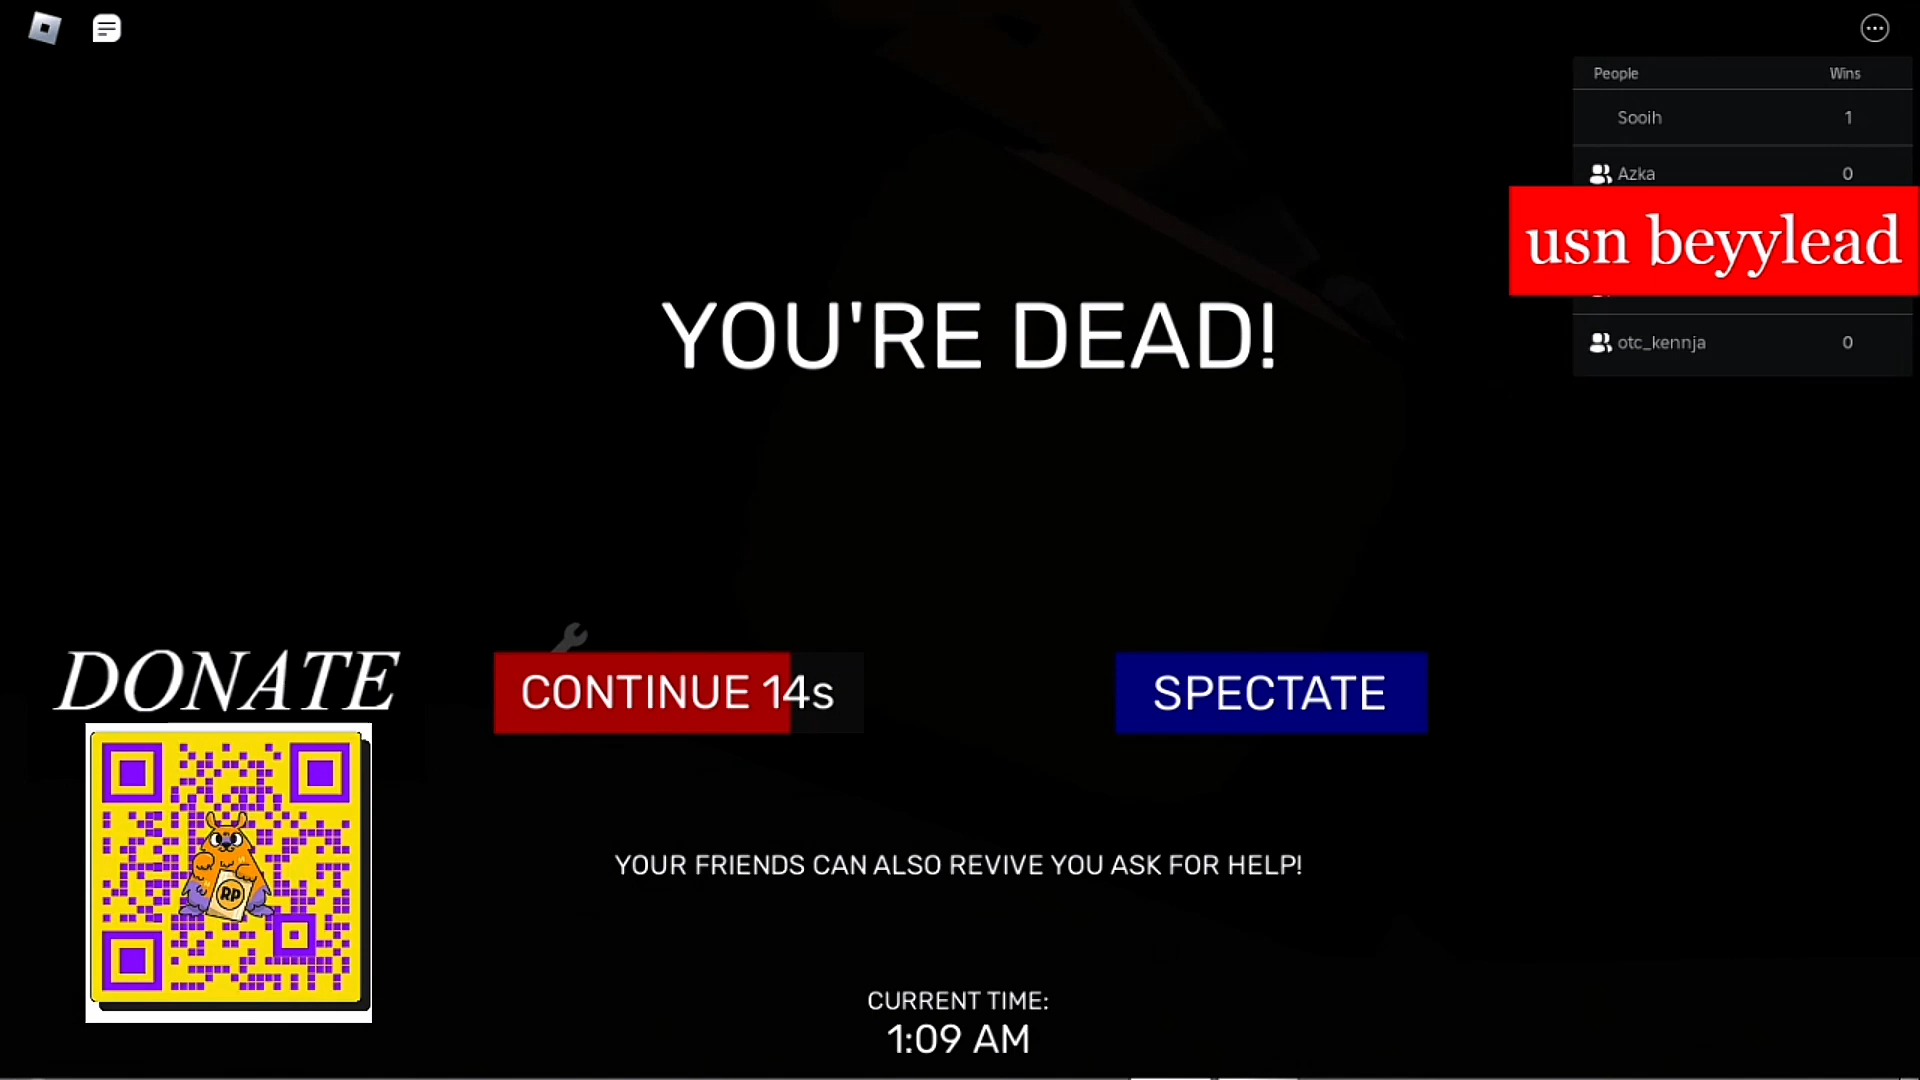 People Wins
Sooih 1
Azka 0
usn beyylead
otc_kennja 0
YOU'RE DEAD!
DONATE
CONTINUE 14s
SPECTATE
RP
YOUR FRIENDS CAN ALSO REVIVE YOU ASK FOR HELP!
CURRENT TIME:
1:09 AM